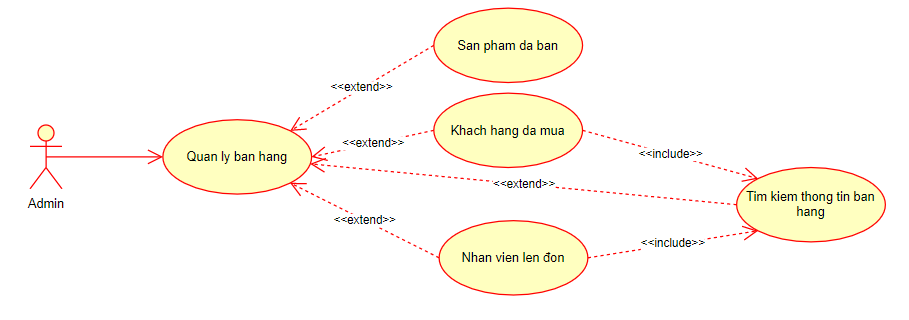 San pham da ban
<<extend>>
Khach hang da mua
<<extend>>
<<include>>
Quan ly ban hang
<<extend>>
Tim kiem thong tin ban
hang
Admin
<<extend>>
<<include>>
Nhan vien len đon